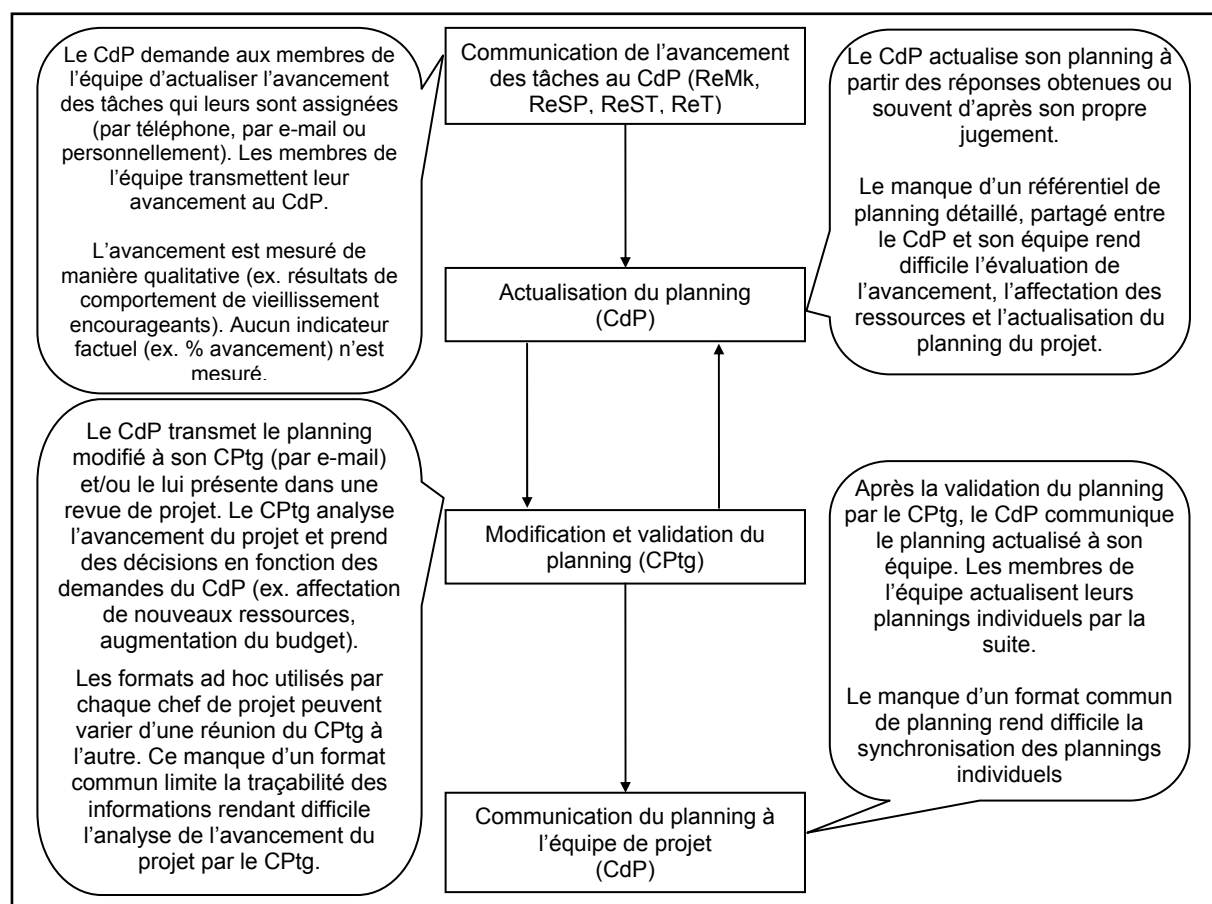 Le CdP demande aux membres de
l’équipe d’actualiser l’avancement
des tâches qui leurs sont assignées
(par téléphone, par e-mail ou
personnellement). Les membres de
l’équipe transmettent leur
avancement au CdP.
L’avancement est mesuré de
manière qualitative (ex. résultats de
comportement de vieillissement
encourageants). Aucun indicateur
factuel (ex. % avancement) n’est
mesuré.
Communication de l’avancement
des tâches au CdP (ReMk,
ReSP, ReST, ReT)
Le CdP actualise son planning à
partir des réponses obtenues ou
souvent d’après son propre
jugement.
Le manque d’un référentiel de
planning détaillé, partagé entre
le CdP et son équipe rend
difficile l’évaluation de
l’avancement, l’affectation des
ressources et l’actualisation du
planning du projet.
Actualisation du planning
(CdP)
Le CdP transmet le planning
modifié à son CPtg (par e-mail)
et/ou le lui présente dans une
revue de projet. Le CPtg analyse
l’avancement du projet et prend
des décisions en fonction des
demandes du CdP (ex. affectation
de nouveaux ressources,
augmentation du budget).
Les formats ad hoc utilisés par
chaque chef de projet peuvent
varier d’une réunion du CPtg à
l’autre. Ce manque d’un format
commun limite la traçabilité des
informations rendant difficile
l’analyse de l’avancement du
projet par le CPtg.
Modification et validation du
planning (CPtg)
Après la validation du planning
par le CPtg, le CdP communique
le planning actualisé à son
équipe. Les membres de
l’équipe actualisent leurs
plannings individuels par la
suite.
Le manque d’un format commun
de planning rend difficile la
synchronisation des plannings
individuels
Communication du planning à
l’équipe de projet
(CdP)